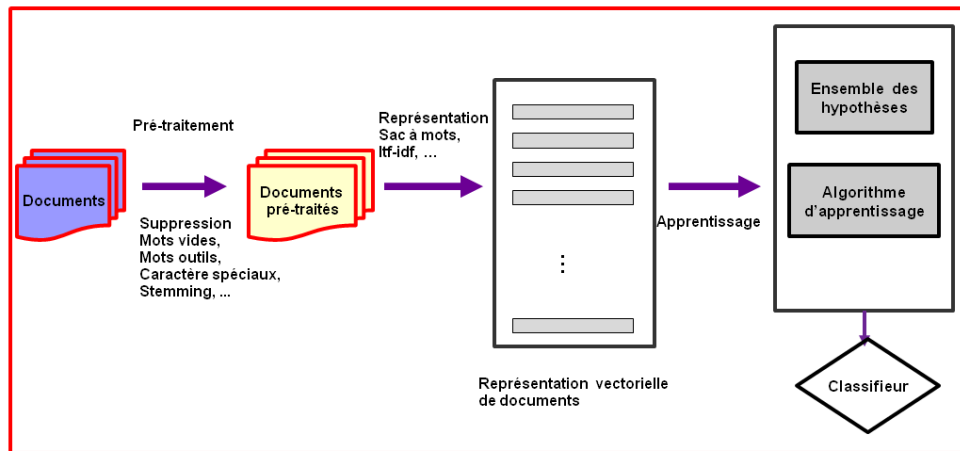 Documents
Pré-traitement
Suppression
Mots vides,
Mots outils,
Caractère spéciaux,
Stemming, ...
Documents
pré-traités
Représentation
Sac à mots,
ltf-idf, ...
Représentation vectorielle
de documents
Apprentissage
Ensemble des
hypothèses
Algorithme
d'apprentissage
Classifieur